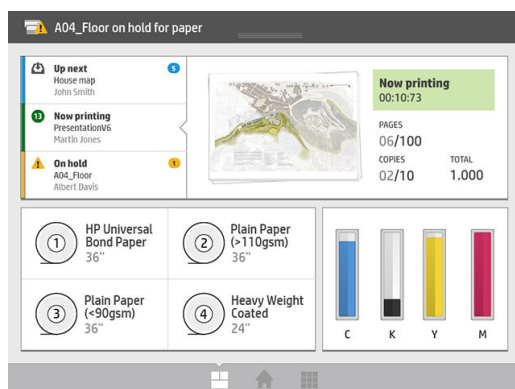 A04_Floor on hold for paper
Up next
5
House map
John Smith
13
Now printing
PresentationV6
Martin Jones
On hold
1
A04_Floor
Albert Davis
Now printing
00:10:73
PAGES
06/100
COPIES
TOTAL
02/10
1.000
1
HP Universal
Bond Paper
36"
2
Plain Paper
(>110gsm)
36"
3
Plain Paper
(<90gsm)
36"
4
Heavy Weight
Coated
24"
C
K
Y
M